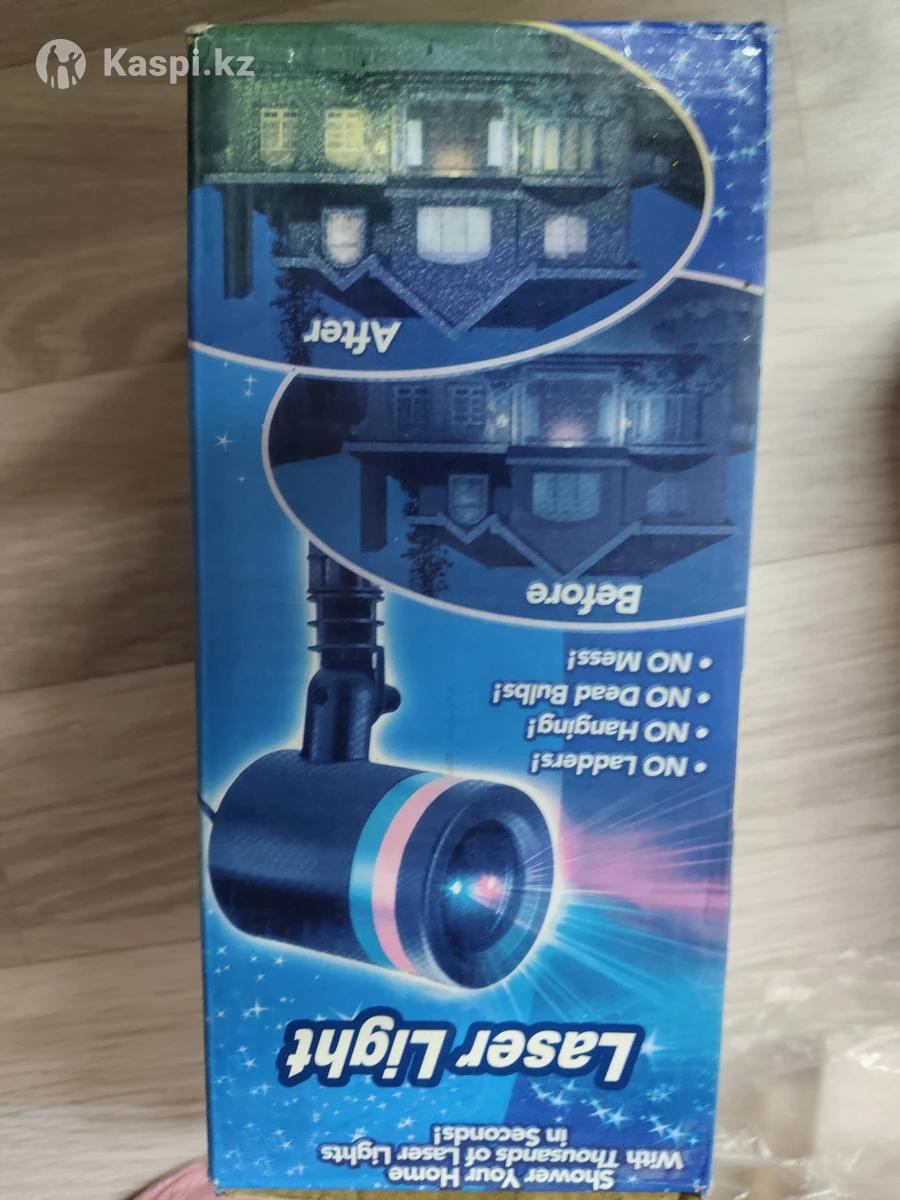 Kaspi.kz
Shower Your Home
With Thousands of Laser Lights
in Seconds!
Laser Light
• NO Ladders!
• NO Hanging!
• NO Dead Bulbs!
• NO Mess!
Before
After